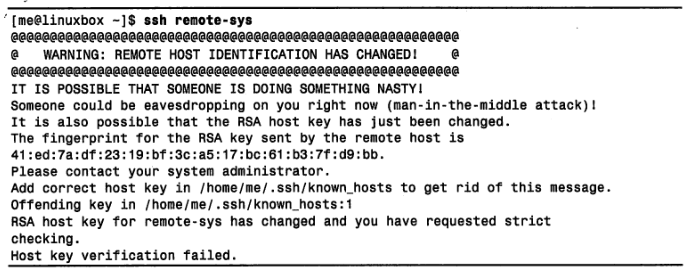 [me@linuxbox ~]$ ssh remote-sys
@@@@@@@@@@@@@@@@@@@@@@@@@@@@@@@@@@@@@@@@@@@@@@@@@@@@@@@@@@@
@ WARNING: REMOTE HOST IDENTIFICATION HAS CHANGED! @
@@@@@@@@@@@@@@@@@@@@@@@@@@@@@@@@@@@@@@@@@@@@@@@@@@@@@@@@@@@
IT IS POSSIBLE THAT SOMEONE IS DOING SOMETHING NASTY!
Someone could be eavesdropping on you right now (man-in-the-middle attack)!
It is also possible that the RSA host key has just been changed.
The fingerprint for the RSA key sent by the remote host is
41:ed:7a:df:23:19:bf:3c:a5:17:bc:61:b3:7f:d9:bb.
Please contact your system administrator.
Add correct host key in /home/me/.ssh/known_hosts to get rid of this message.
Offending key in /home/me/.ssh/known_hosts:1
RSA host key for remote-sys has changed and you have requested strict
checking.
Host key verification failed.